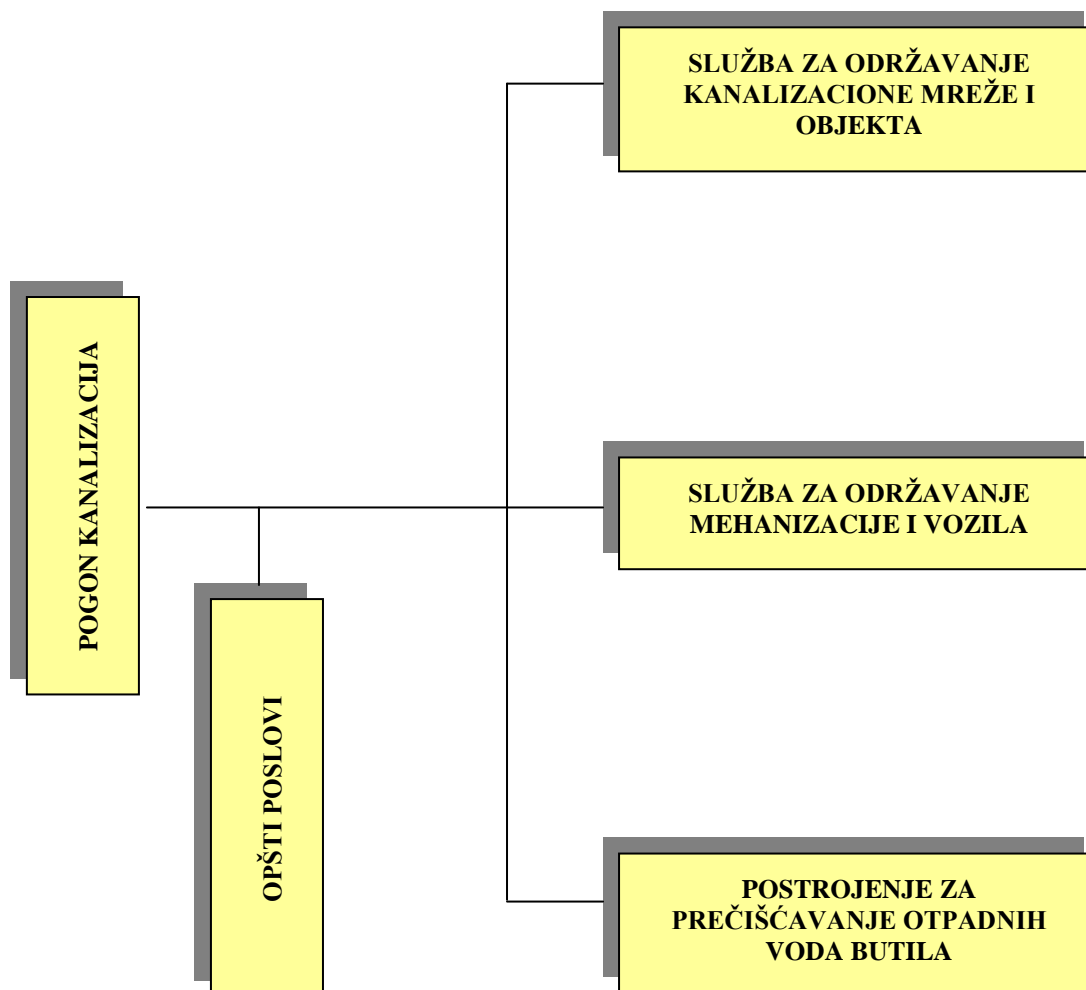 SLUŽBA ZA ODRŽAVANJE
KANALIZACIONE MREŽE I
OBJEKTA
POGON KANALIZACIJA
SLUŽBA ZA ODRŽAVANJE
MEHANIZACIJE I VOZILA
OPŠTI POSLOVI
POSTROJENJE ZA
PREČIŠĆAVANJE OTPADNIH
VODA BUTILA